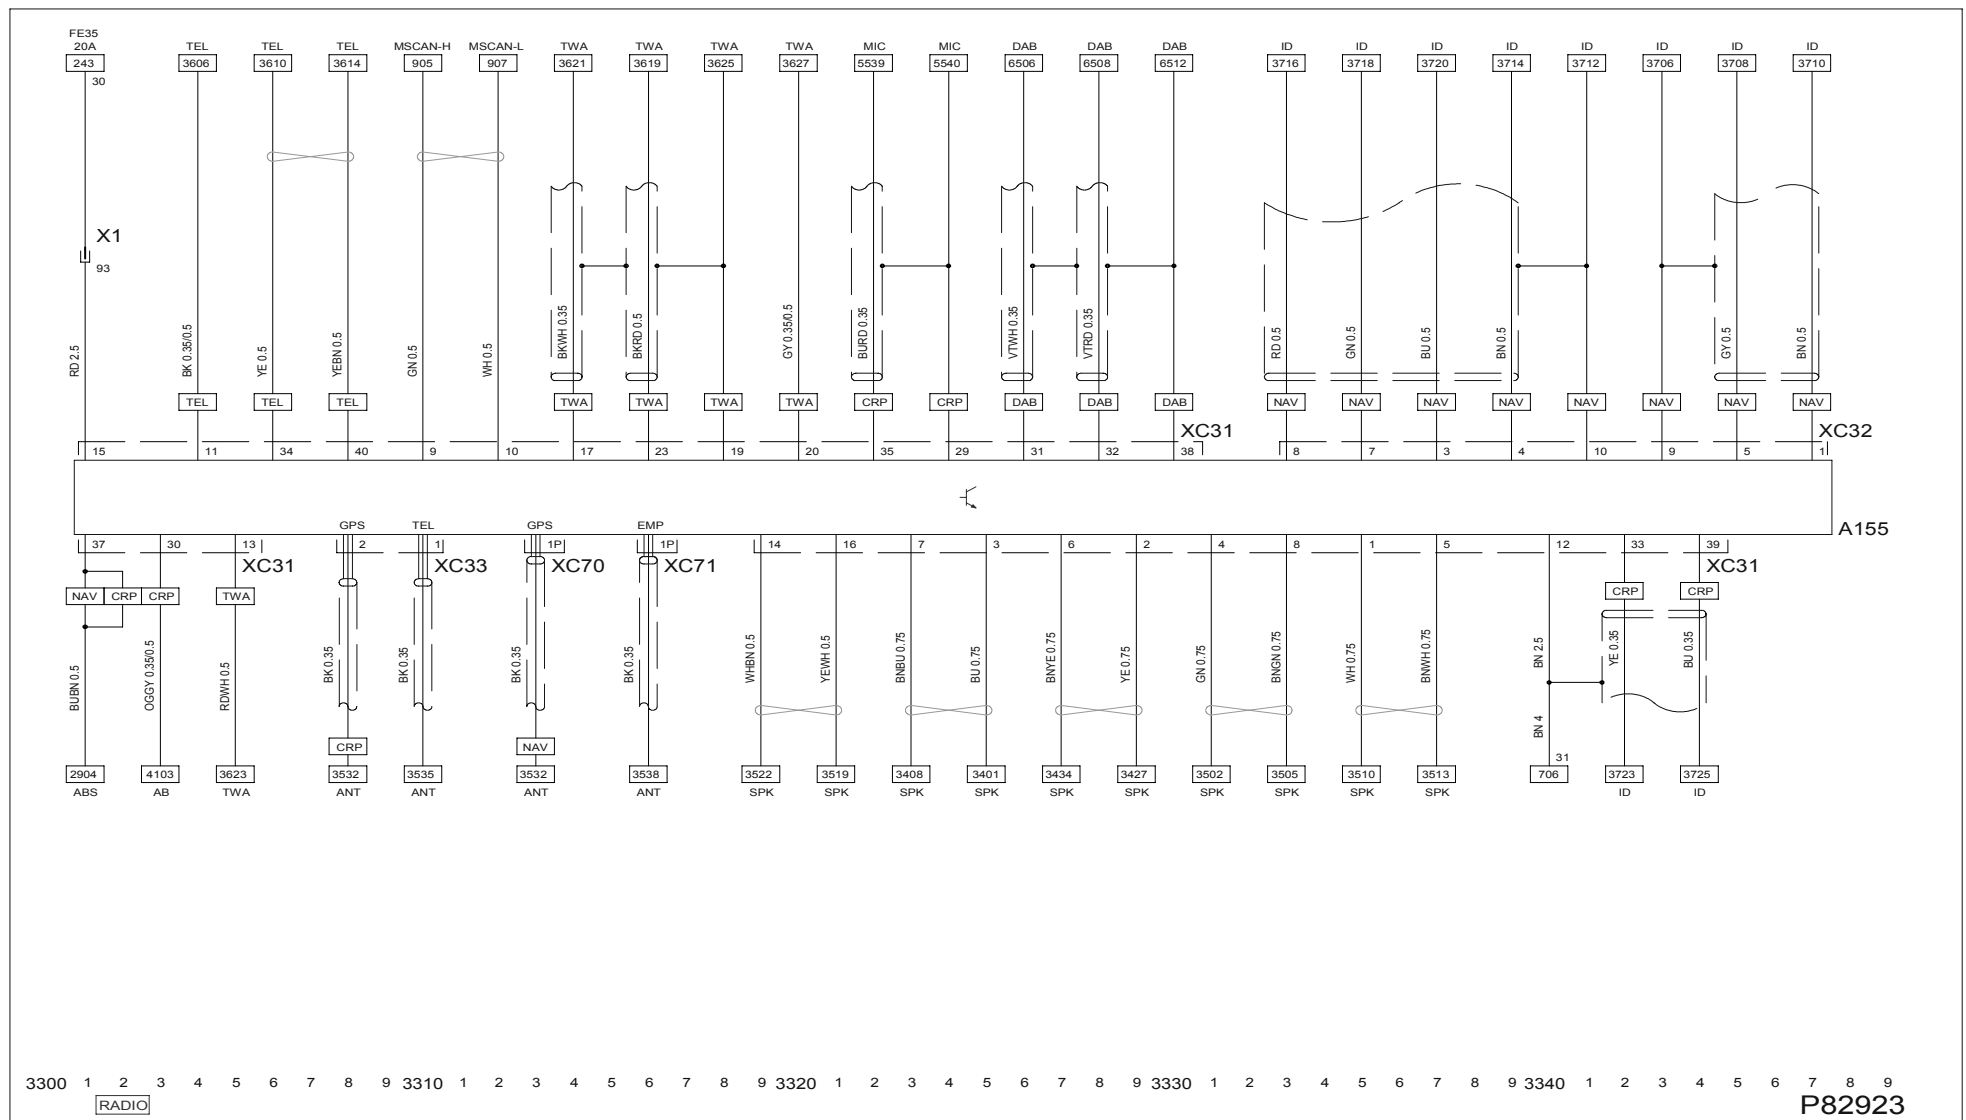 FE35
20A TEL TEL TEL MSCAN-H MSCAN-L TWA TWA TWA TWA MIC MIC DAB DAB DAB ID ID ID ID ID ID ID ID
243 3606 3610 3614 905 907 3621 3619 3625 3627 5539 5540 6506 6508 6512 3716 3718 3720 3714 3712 3706 3708 3710
30
X1
93
RD 2.5 BK 0.35/0.5 YE 0.5 YEBN 0.5 GN 0.5 WH 0.5 BKWH 0.35 BKRD 0.5 GY 0.35/0.5 BURD 0.35 VTWH 0.35 VTRD 0.35 RD 0.5 GN 0.5 BU 0.5 BN 0.5 GY 0.5 BN 0.5
TEL TEL TEL TWA TWA TWA TWA CRP CRP DAB DAB DAB NAV NAV NAV NAV NAV NAV NAV NAV
XC31 XC32
15 11 34 40 9 10 17 23 19 20 35 29 31 32 38 8 7 3 4 10 9 5 1
GPS TEL GPS EMP
A155
37 30 13 2 1 1P 1P 14 16 7 3 6 2 4 8 1 5 12 33 39
XC31 XC33 XC70 XC71 XC31
NAV CRP CRP TWA CRP CRP
BUBN 0.5 OGGY 0.35/0.5 RDWH 0.5 BK 0.35 BK 0.35 BK 0.35 BK 0.35 WHBN 0.5 YEWH 0.5 BNBU 0.75 BU 0.75 BNYE 0.75 YE 0.75 GN 0.75 BNGN 0.75 WH 0.75 BNWH 0.75 BN 2.5 YE 0.35 BU 0.35
BN 4
CRP NAV
31
2904 4103 3623 3532 3535 3532 3538 3522 3519 3408 3401 3434 3427 3502 3505 3510 3513 706 3723 3725
ABS AB TWA ANT ANT ANT ANT SPK SPK SPK SPK SPK SPK SPK SPK SPK SPK ID ID
3300 1 2 3 4 5 6 7 8 9 3310 1 2 3 4 5 6 7 8 9 3320 1 2 3 4 5 6 7 8 9 3330 1 2 3 4 5 6 7 8 9 3340 1 2 3 4 5 6 7 8 9
RADIO
P82923